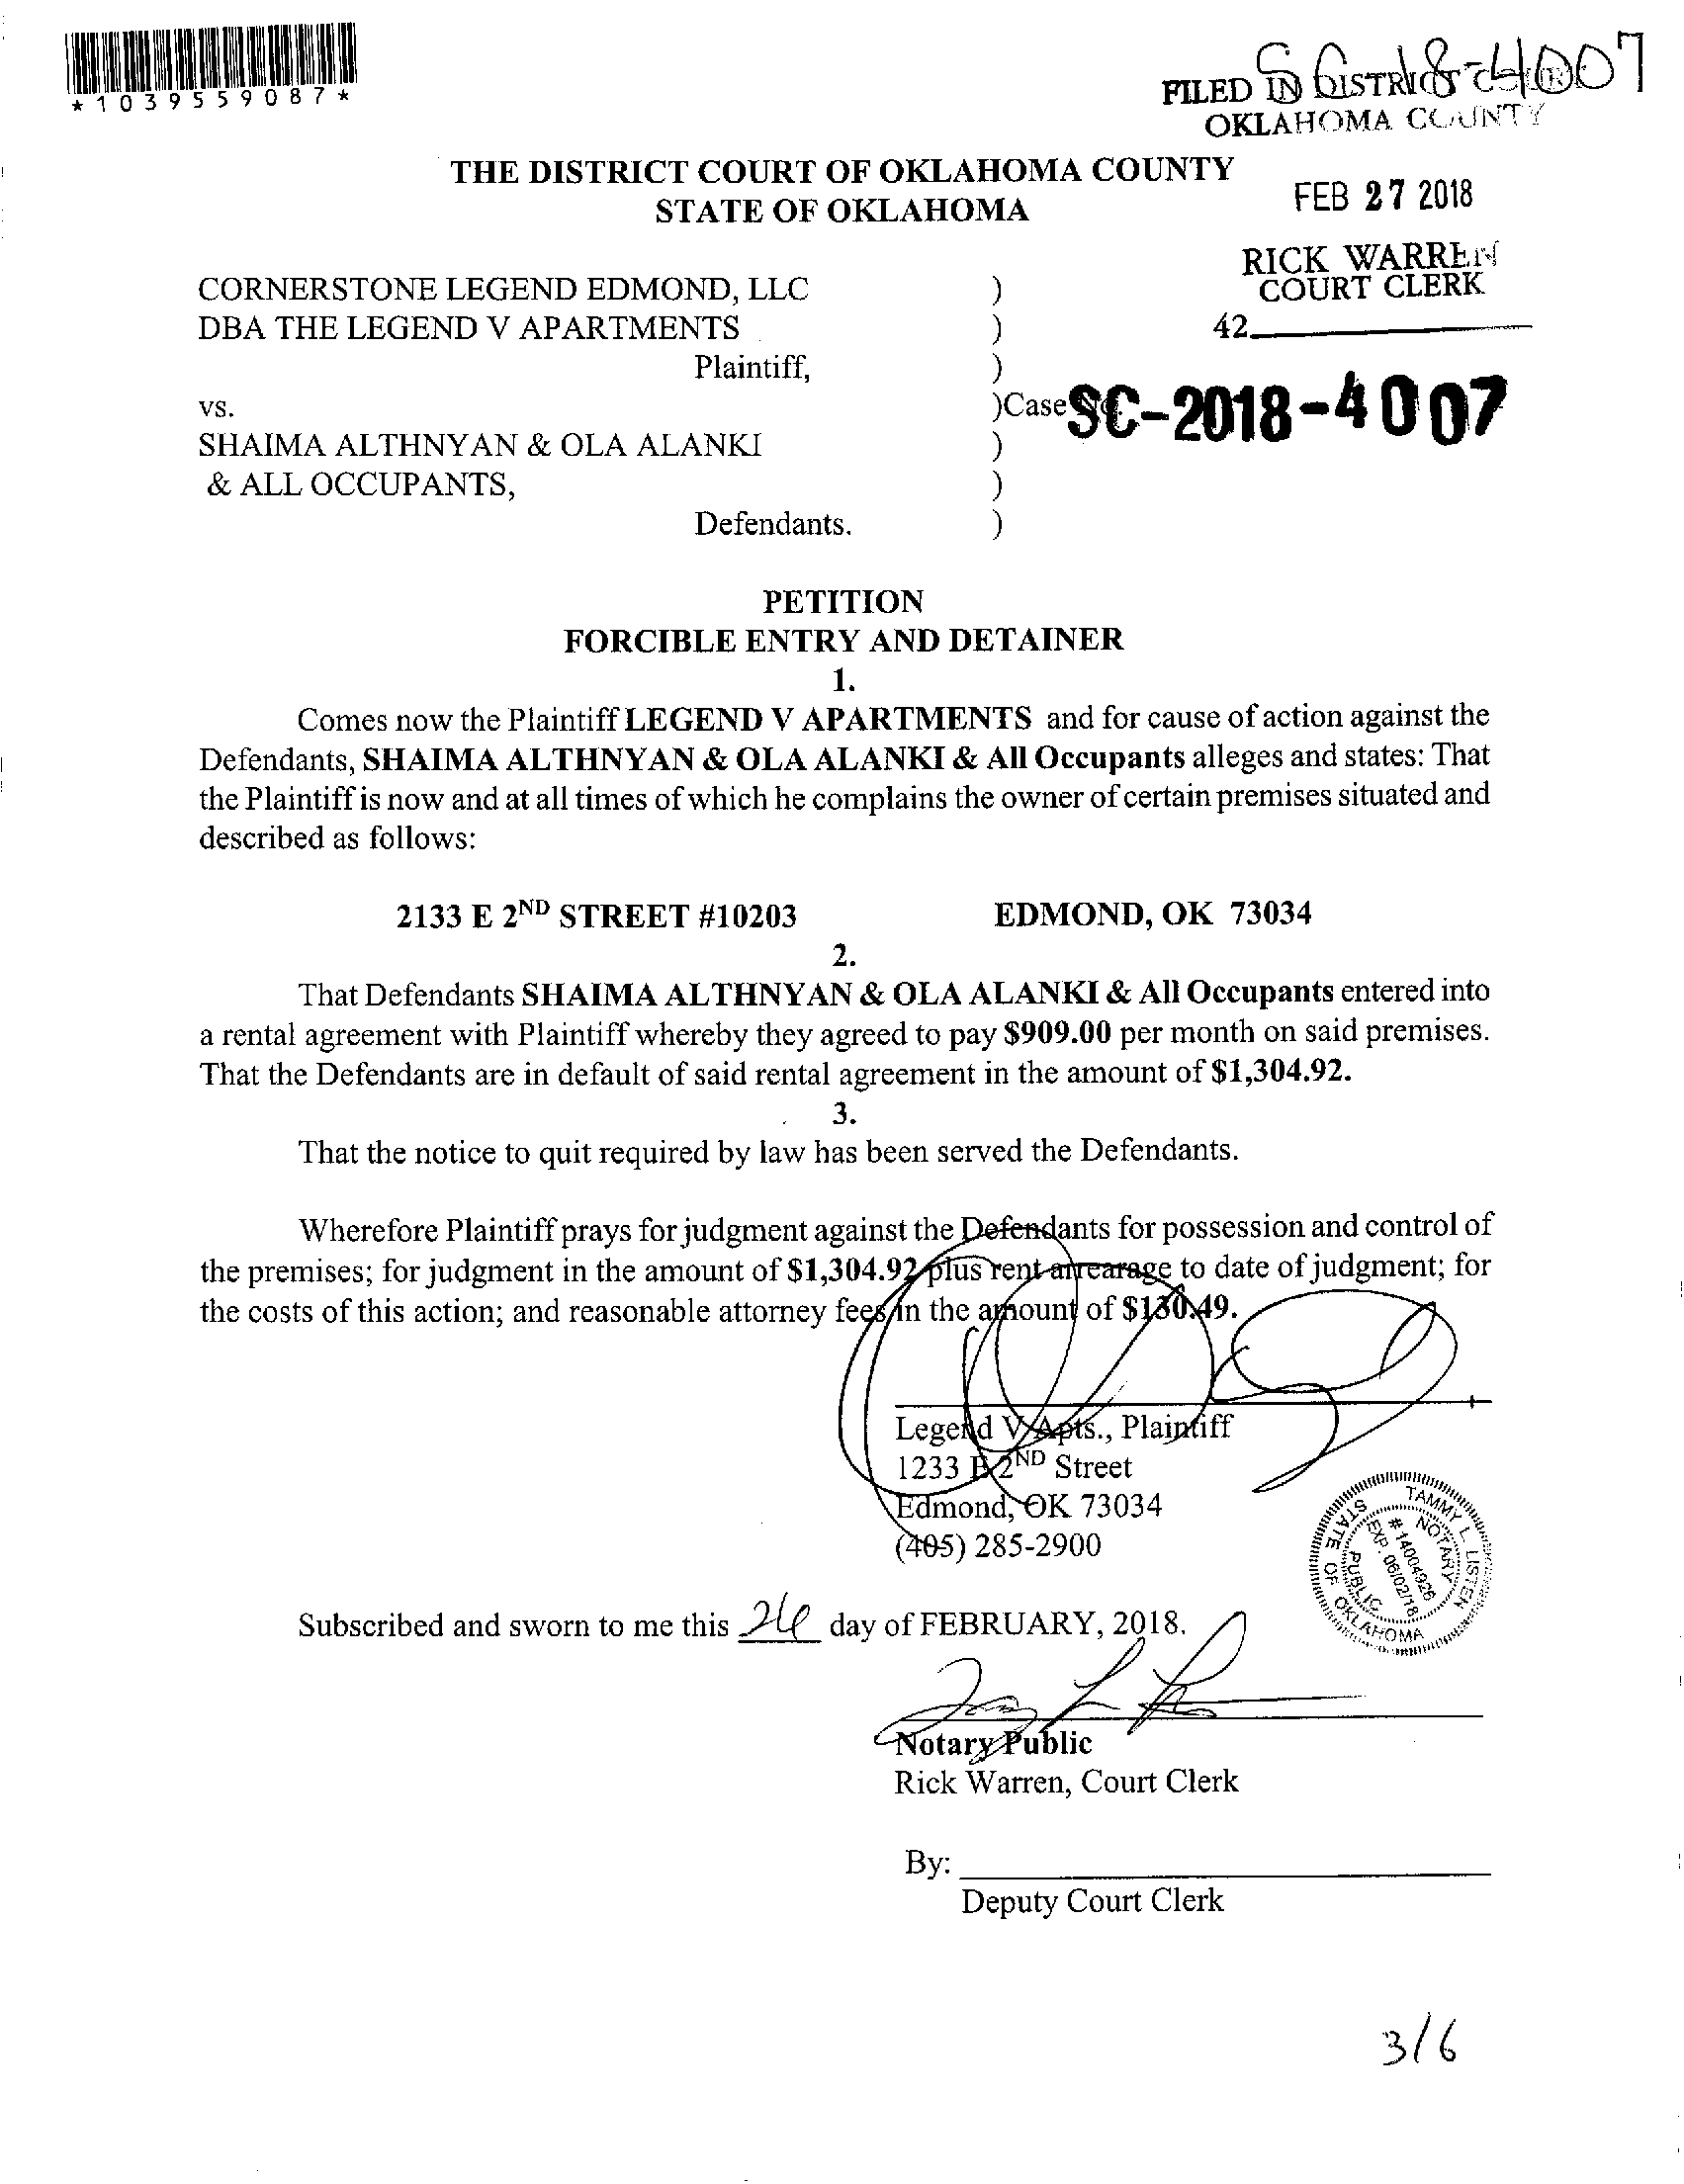 *1039559087*
SC-18-4007
FILED IN DISTRICT COURT
OKLAHOMA COUNTY
THE DISTRICT COURT OF OKLAHOMA COUNTY
STATE OF OKLAHOMA
FEB 27 2018
RICK WARREN
COURT CLERK
42
CORNERSTONE LEGEND EDMOND, LLC )
DBA THE LEGEND V APARTMENTS )
Plaintiff, )
vs. )Case No. SC-2018-4007
SHAIMA ALTHNYAN & OLA ALANKI )
& ALL OCCUPANTS, )
Defendants. )
PETITION
FORCIBLE ENTRY AND DETAINER
1.
Comes now the Plaintiff LEGEND V APARTMENTS and for cause of action against the
Defendants, SHAIMA ALTHNYAN & OLA ALANKI & All Occupants alleges and states: That
the Plaintiff is now and at all times of which he complains the owner of certain premises situated and
described as follows:
2133 E 2ND STREET #10203 EDMOND, OK 73034
2.
That Defendants SHAIMA ALTHNYAN & OLA ALANKI & All Occupants entered into
a rental agreement with Plaintiff whereby they agreed to pay $909.00 per month on said premises.
That the Defendants are in default of said rental agreement in the amount of $1,304.92.
3.
That the notice to quit required by law has been served the Defendants.
Wherefore Plaintiff prays for judgment against the Defendants for possession and control of
the premises; for judgment in the amount of $1,304.92 plus rent arrearage to date of judgment; for
the costs of this action; and reasonable attorney fees in the amount of $130.49.
Legend V Apts., Plaintiff
1233 E 2ND Street
Edmond, OK 73034
(405) 285-2900
TAMMY L. LISTEN
NOTARY
# 14004926
EXP. 06/02/18
PUBLIC
STATE OF OKLAHOMA
Subscribed and sworn to me this 26 day of FEBRUARY, 2018.
Notary Public
Rick Warren, Court Clerk
By:
Deputy Court Clerk
3/6